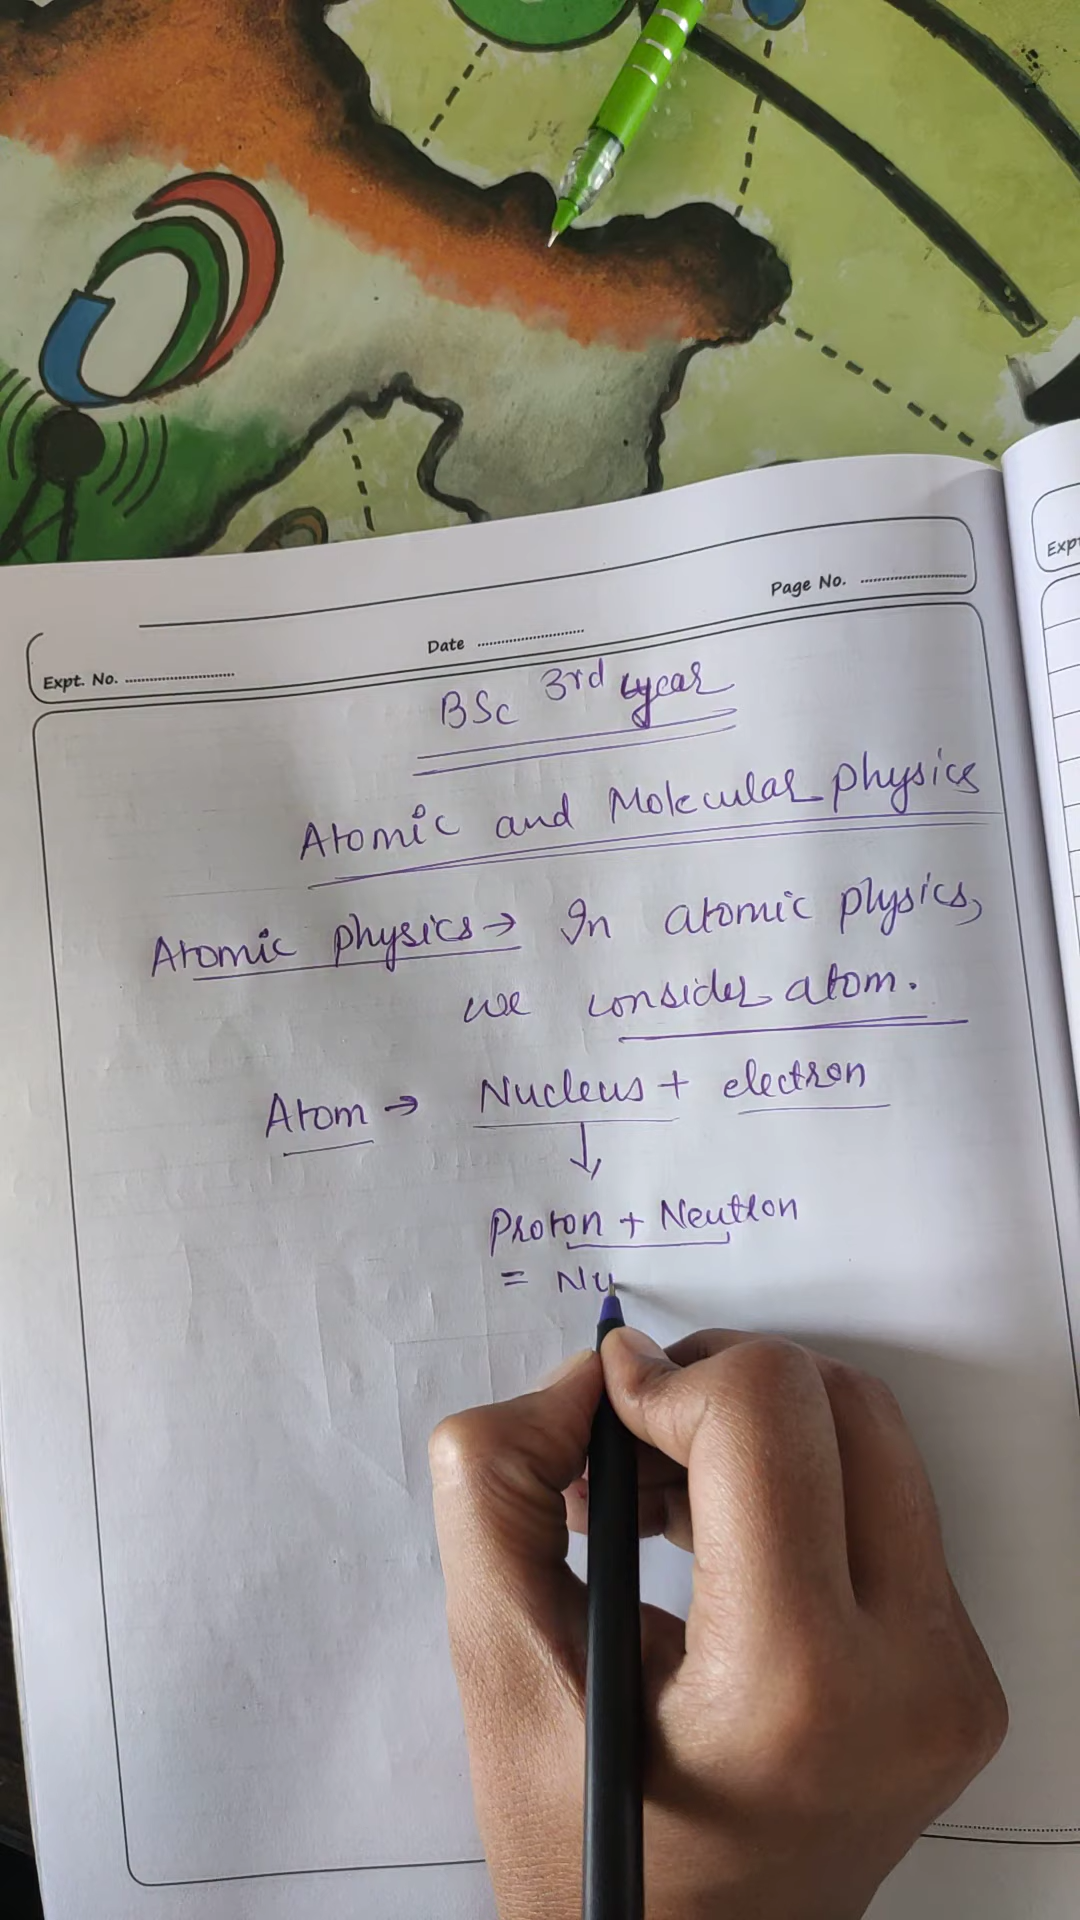 Page No. ........................
Date ........................
Expt. No. ........................
Expt
BSc 3rd year
Atomic and Molecular physics
Atomic physics → In atomic physics,
we consider atom.
Atom → Nucleus + electron
↓
Proton + Neutron
= Nu